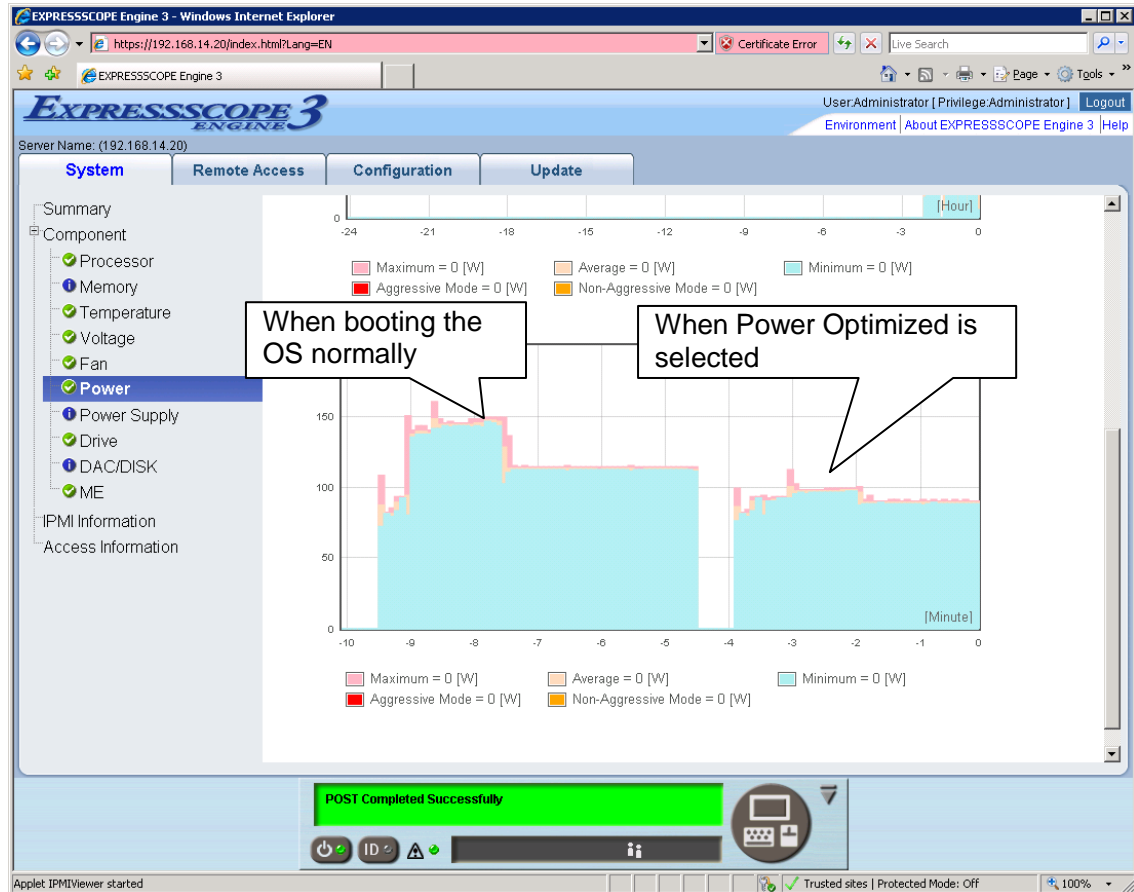 EXPRESSSCOPE Engine 3 - Windows Internet Explorer
https://192.168.14.20/index.html?Lang=EN
Certificate Error
Live Search
EXPRESSSCOPE Engine 3
Page
Tools
EXPRESSSCOPE
ENGINE 3
User:Administrator [ Privilege:Administrator ]
Logout
Environment | About EXPRESSSCOPE Engine 3 | Help
Server Name: (192.168.14.20)
System
Remote Access
Configuration
Update
Summary
Component
Processor
Memory
Temperature
Voltage
Fan
Power
Power Supply
Drive
DAC/DISK
ME
IPMI Information
Access Information
0
[Hour]
-24 -21 -18 -15 -12 -9 -6 -3 0
Maximum = 0 [W] Average = 0 [W] Minimum = 0 [W]
Aggressive Mode = 0 [W] Non-Aggressive Mode = 0 [W]
When booting the
OS normally
When Power Optimized is
selected
150
100
50
0
[Minute]
-10 -9 -8 -7 -6 -5 -4 -3 -2 -1 0
Maximum = 0 [W] Average = 0 [W] Minimum = 0 [W]
Aggressive Mode = 0 [W] Non-Aggressive Mode = 0 [W]
POST Completed Successfully
ID
Applet IPMIViewer started
Trusted sites | Protected Mode: Off
100%